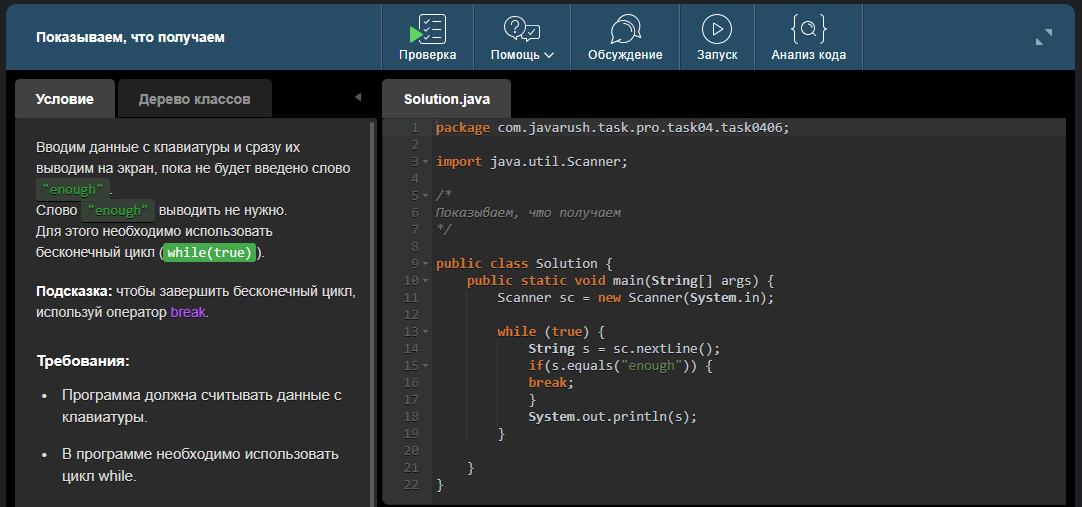 Показываем, что получаем
Проверка
Помощь
Обсуждение
Запуск
Анализ кода
Условие
Дерево классов
Вводим данные с клавиатуры и сразу их
выводим на экран, пока не будет введено слово
"enough" .
Слово "enough" выводить не нужно.
Для этого необходимо использовать
бесконечный цикл ( while(true) ).
Подсказка: чтобы завершить бесконечный цикл,
используй оператор break.
Требования:
• Программа должна считывать данные с
клавиатуры.
• В программе необходимо использовать
цикл while.
Solution.java
1 package com.javarush.task.pro.task04.task0406;
2
3 import java.util.Scanner;
4
5 /*
6 Показываем, что получаем
7 */
8
9 public class Solution {
10     public static void main(String[] args) {
11         Scanner sc = new Scanner(System.in);
12
13         while (true) {
14             String s = sc.nextLine();
15             if(s.equals("enough")) {
16             break;
17             }
18             System.out.println(s);
19         }
20
21     }
22 }